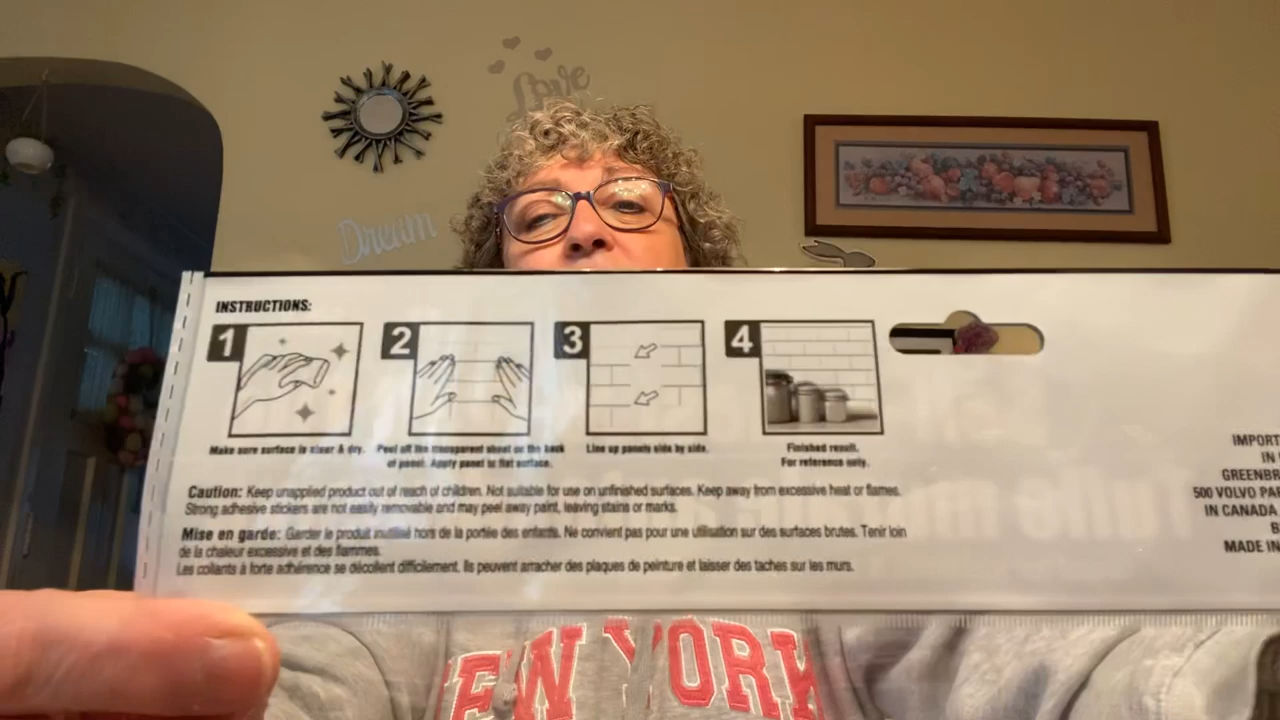 Love
Dream
INSTRUCTIONS:
1
2
3
4
Make sure surface is clear & dry.
Peel off the transparent sheet on the back
of panel. Apply panel to flat surface.
Line up panels side by side.
Finished result.
For reference only.
Caution: Keep unapplied product out of reach of children. Not suitable for use on unfinished surfaces. Keep away from excessive heat or flames.
Strong adhesive stickers are not easily removable and may peel away paint, leaving stains or marks.
Mise en garde: Garder le produit inutilisé hors de la portée des enfants. Ne convient pas pour une utilisation sur des surfaces brutes. Tenir loin
de la chaleur excessive et des flammes.
Les collants à forte adhérence se décollent difficilement. Ils peuvent arracher des plaques de peinture et laisser des taches sur les murs.
IMPORT
IN
GREENBR
500 VOLVO PA
IN CANADA
MADE IN
EW YORK